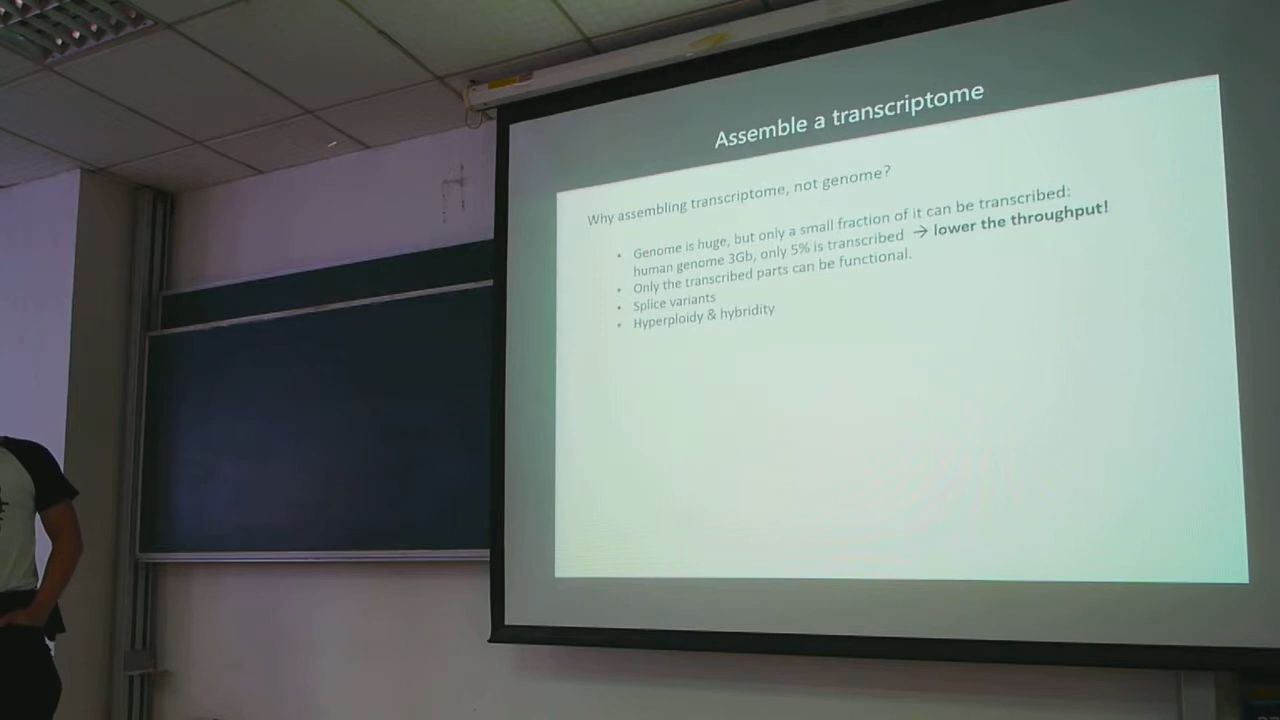 Assemble a transcriptome
Why assembling transcriptome, not genome?
• Genome is huge, but only a small fraction of it can be transcribed:
human genome 3Gb, only 5% is transcribed → lower the throughput!
• Only the transcribed parts can be functional.
• Splice variants
• Hyperploidy & hybridity